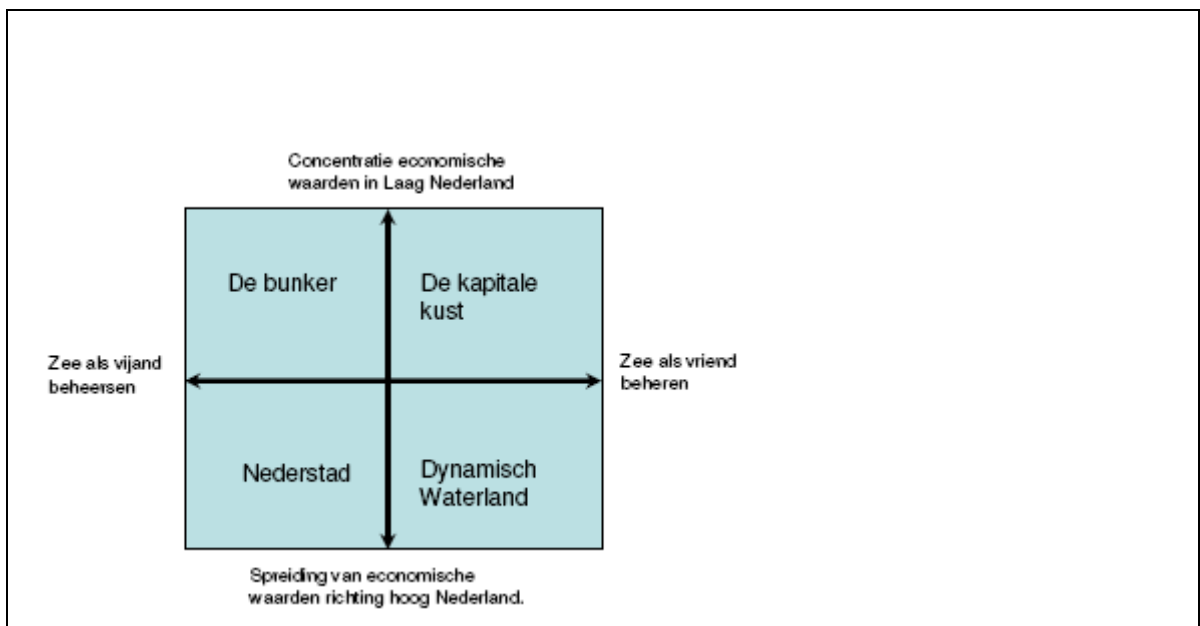 Concentratie economische
waarden in Laag Nederland
De bunker
De kapitale
kust
Zee als vijand
beheersen
Zee als vriend
beheren
Nederstad
Dynamisch
Waterland
Spreiding van economische
waarden richting hoog Nederland.